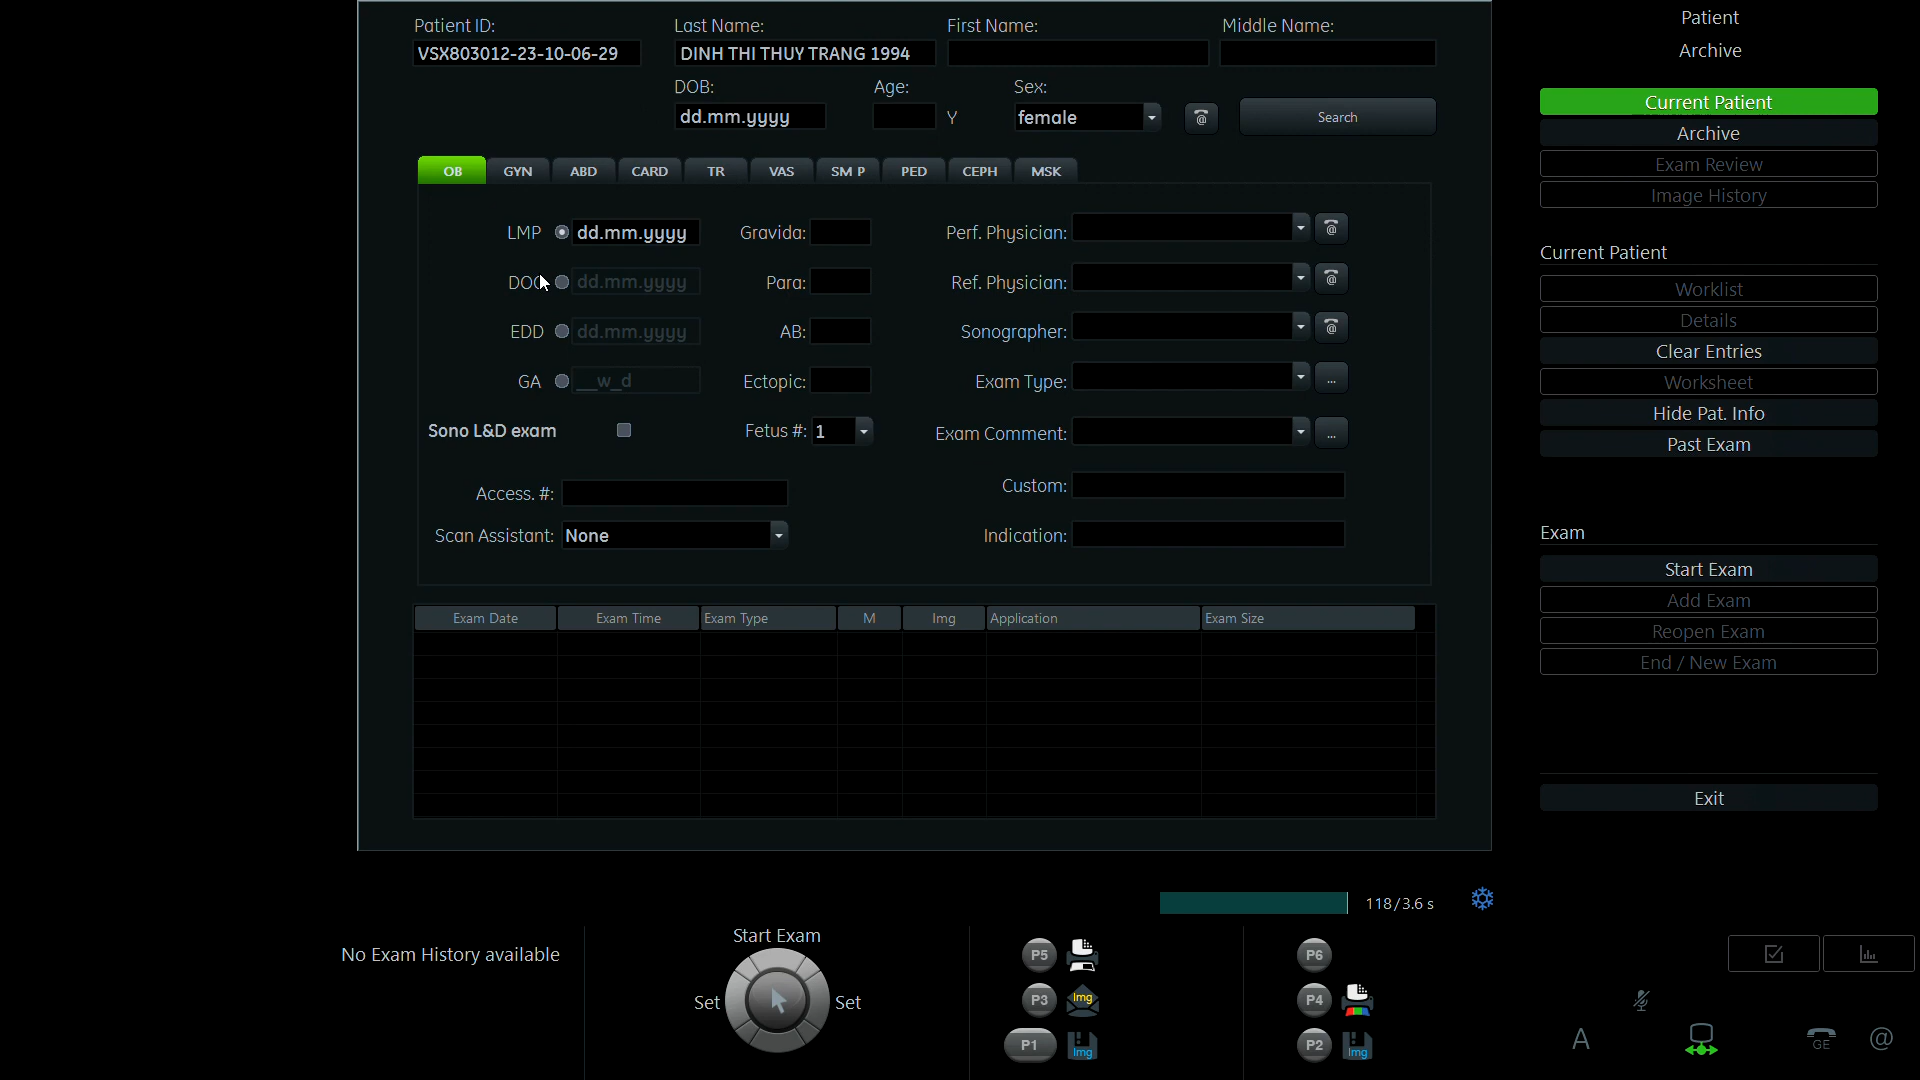 Patient ID:
Last Name:
First Name:
Middle Name:
VSX803012-23-10-06-29
DINH THI THUY TRANG 1994
DOB:
Age:
Sex:
dd.mm.yyyy
Y
female
@
Search
OB
GYN
ABD
CARD
TR
VAS
SM P
PED
CEPH
MSK
LMP
dd.mm.yyyy
Gravida:
Perf. Physician:
@
dd.mm.yyyy
Para:
Ref. Physician:
@
EDD
dd.mm.yyyy
AB:
Sonographer:
@
GA
__w_d
Ectopic:
Exam Type:
...
Sono L&D exam
Fetus #:
1
Exam Comment:
...
Access. #:
Custom:
Scan Assistant:
None
Indication:
Exam Date
Exam Time
Exam Type
M
Img
Application
Exam Size
118/3.6 s
No Exam History available
Start Exam
Set
Set
P5
P3
Img
P1
Img
P6
P4
P2
Img
Patient
Archive
Current Patient
Archive
Exam Review
Image History
Current Patient
Worklist
Details
Clear Entries
Worksheet
Hide Pat. Info
Past Exam
Exam
Start Exam
Add Exam
Reopen Exam
End / New Exam
Exit
A
GE
@